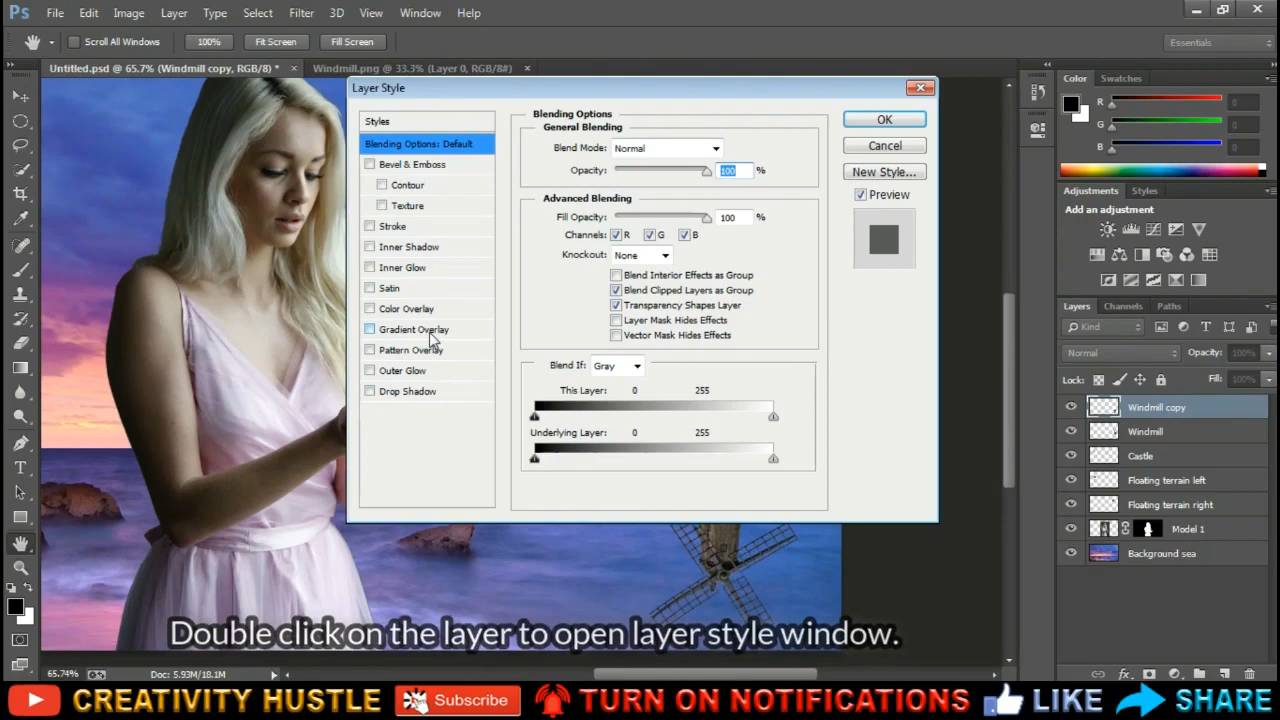 Ps File Edit Image Layer Type Select Filter 3D View Window Help
Scroll All Windows 100% Fit Screen Fill Screen Essentials
Untitled.psd @ 65.7% (Windmill copy, RGB/8) * × Windmill.png @ 33.3% (Layer 0, RGB/8#) ×
Layer Style
Styles
Blending Options: Default
Bevel & Emboss
Contour
Texture
Stroke
Inner Shadow
Inner Glow
Satin
Color Overlay
Gradient Overlay
Pattern Overlay
Outer Glow
Drop Shadow
Blending Options
General Blending
Blend Mode: Normal
Opacity: 100 %
Advanced Blending
Fill Opacity: 100 %
Channels: R G B
Knockout: None
Blend Interior Effects as Group
Blend Clipped Layers as Group
Transparency Shapes Layer
Layer Mask Hides Effects
Vector Mask Hides Effects
Blend If: Gray
This Layer: 0 255
Underlying Layer: 0 255
OK
Cancel
New Style...
Preview
Color Swatches
R 0
G 0
B 0
Adjustments Styles
Add an adjustment
Layers Channels Paths
Kind
Normal Opacity: 100%
Lock: Fill: 100%
Windmill copy
Windmill
Castle
Floating terrain left
Floating terrain right
Model 1
Background sea
Double click on the layer to open layer style window.
65.74% Doc: 5.93M/18.1M
CREATIVITY HUSTLE Subscribe TURN ON NOTIFICATIONS LIKE SHARE